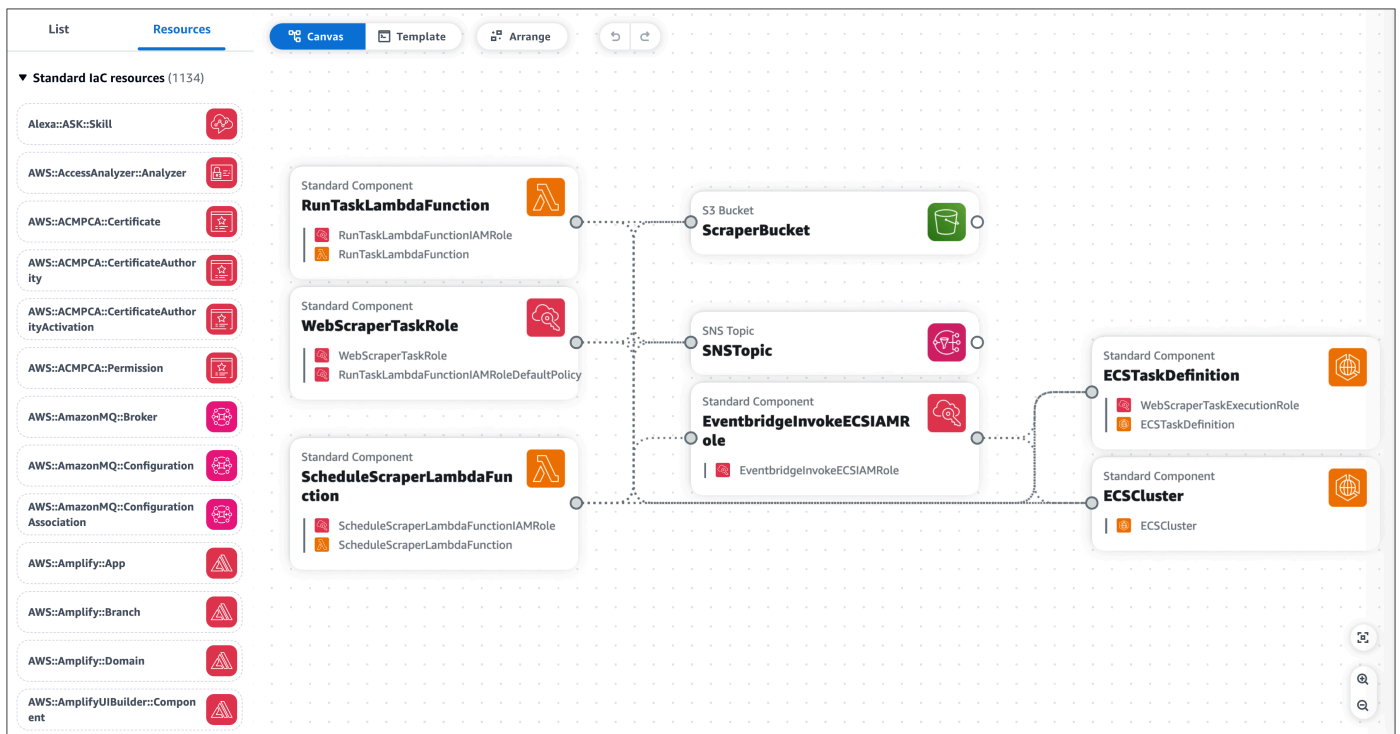 List
Resources
Canvas
Template
Arrange
Standard IaC resources (1134)
Alexa::ASK::Skill
AWS::AccessAnalyzer::Analyzer
AWS::ACMPCA::Certificate
AWS::ACMPCA::CertificateAuthor
ity
AWS::ACMPCA::CertificateAuthor
ityActivation
AWS::ACMPCA::Permission
AWS::AmazonMQ::Broker
AWS::AmazonMQ::Configuration
AWS::AmazonMQ::Configuration
Association
AWS::Amplify::App
AWS::Amplify::Branch
AWS::Amplify::Domain
AWS::AmplifyUIBuilder::Compon
ent
Standard Component
RunTaskLambdaFunction
RunTaskLambdaFunctionIAMRole
RunTaskLambdaFunction
Standard Component
WebScraperTaskRole
WebScraperTaskRole
RunTaskLambdaFunctionIAMRoleDefaultPolicy
Standard Component
ScheduleScraperLambdaFun
ction
ScheduleScraperLambdaFunctionIAMRole
ScheduleScraperLambdaFunction
S3 Bucket
ScraperBucket
SNS Topic
SNSTopic
Standard Component
EventbridgeInvokeECSIAMR
ole
EventbridgeInvokeECSIAMRole
Standard Component
ECSTaskDefinition
WebScraperTaskExecutionRole
ECSTaskDefinition
Standard Component
ECSCluster
ECSCluster